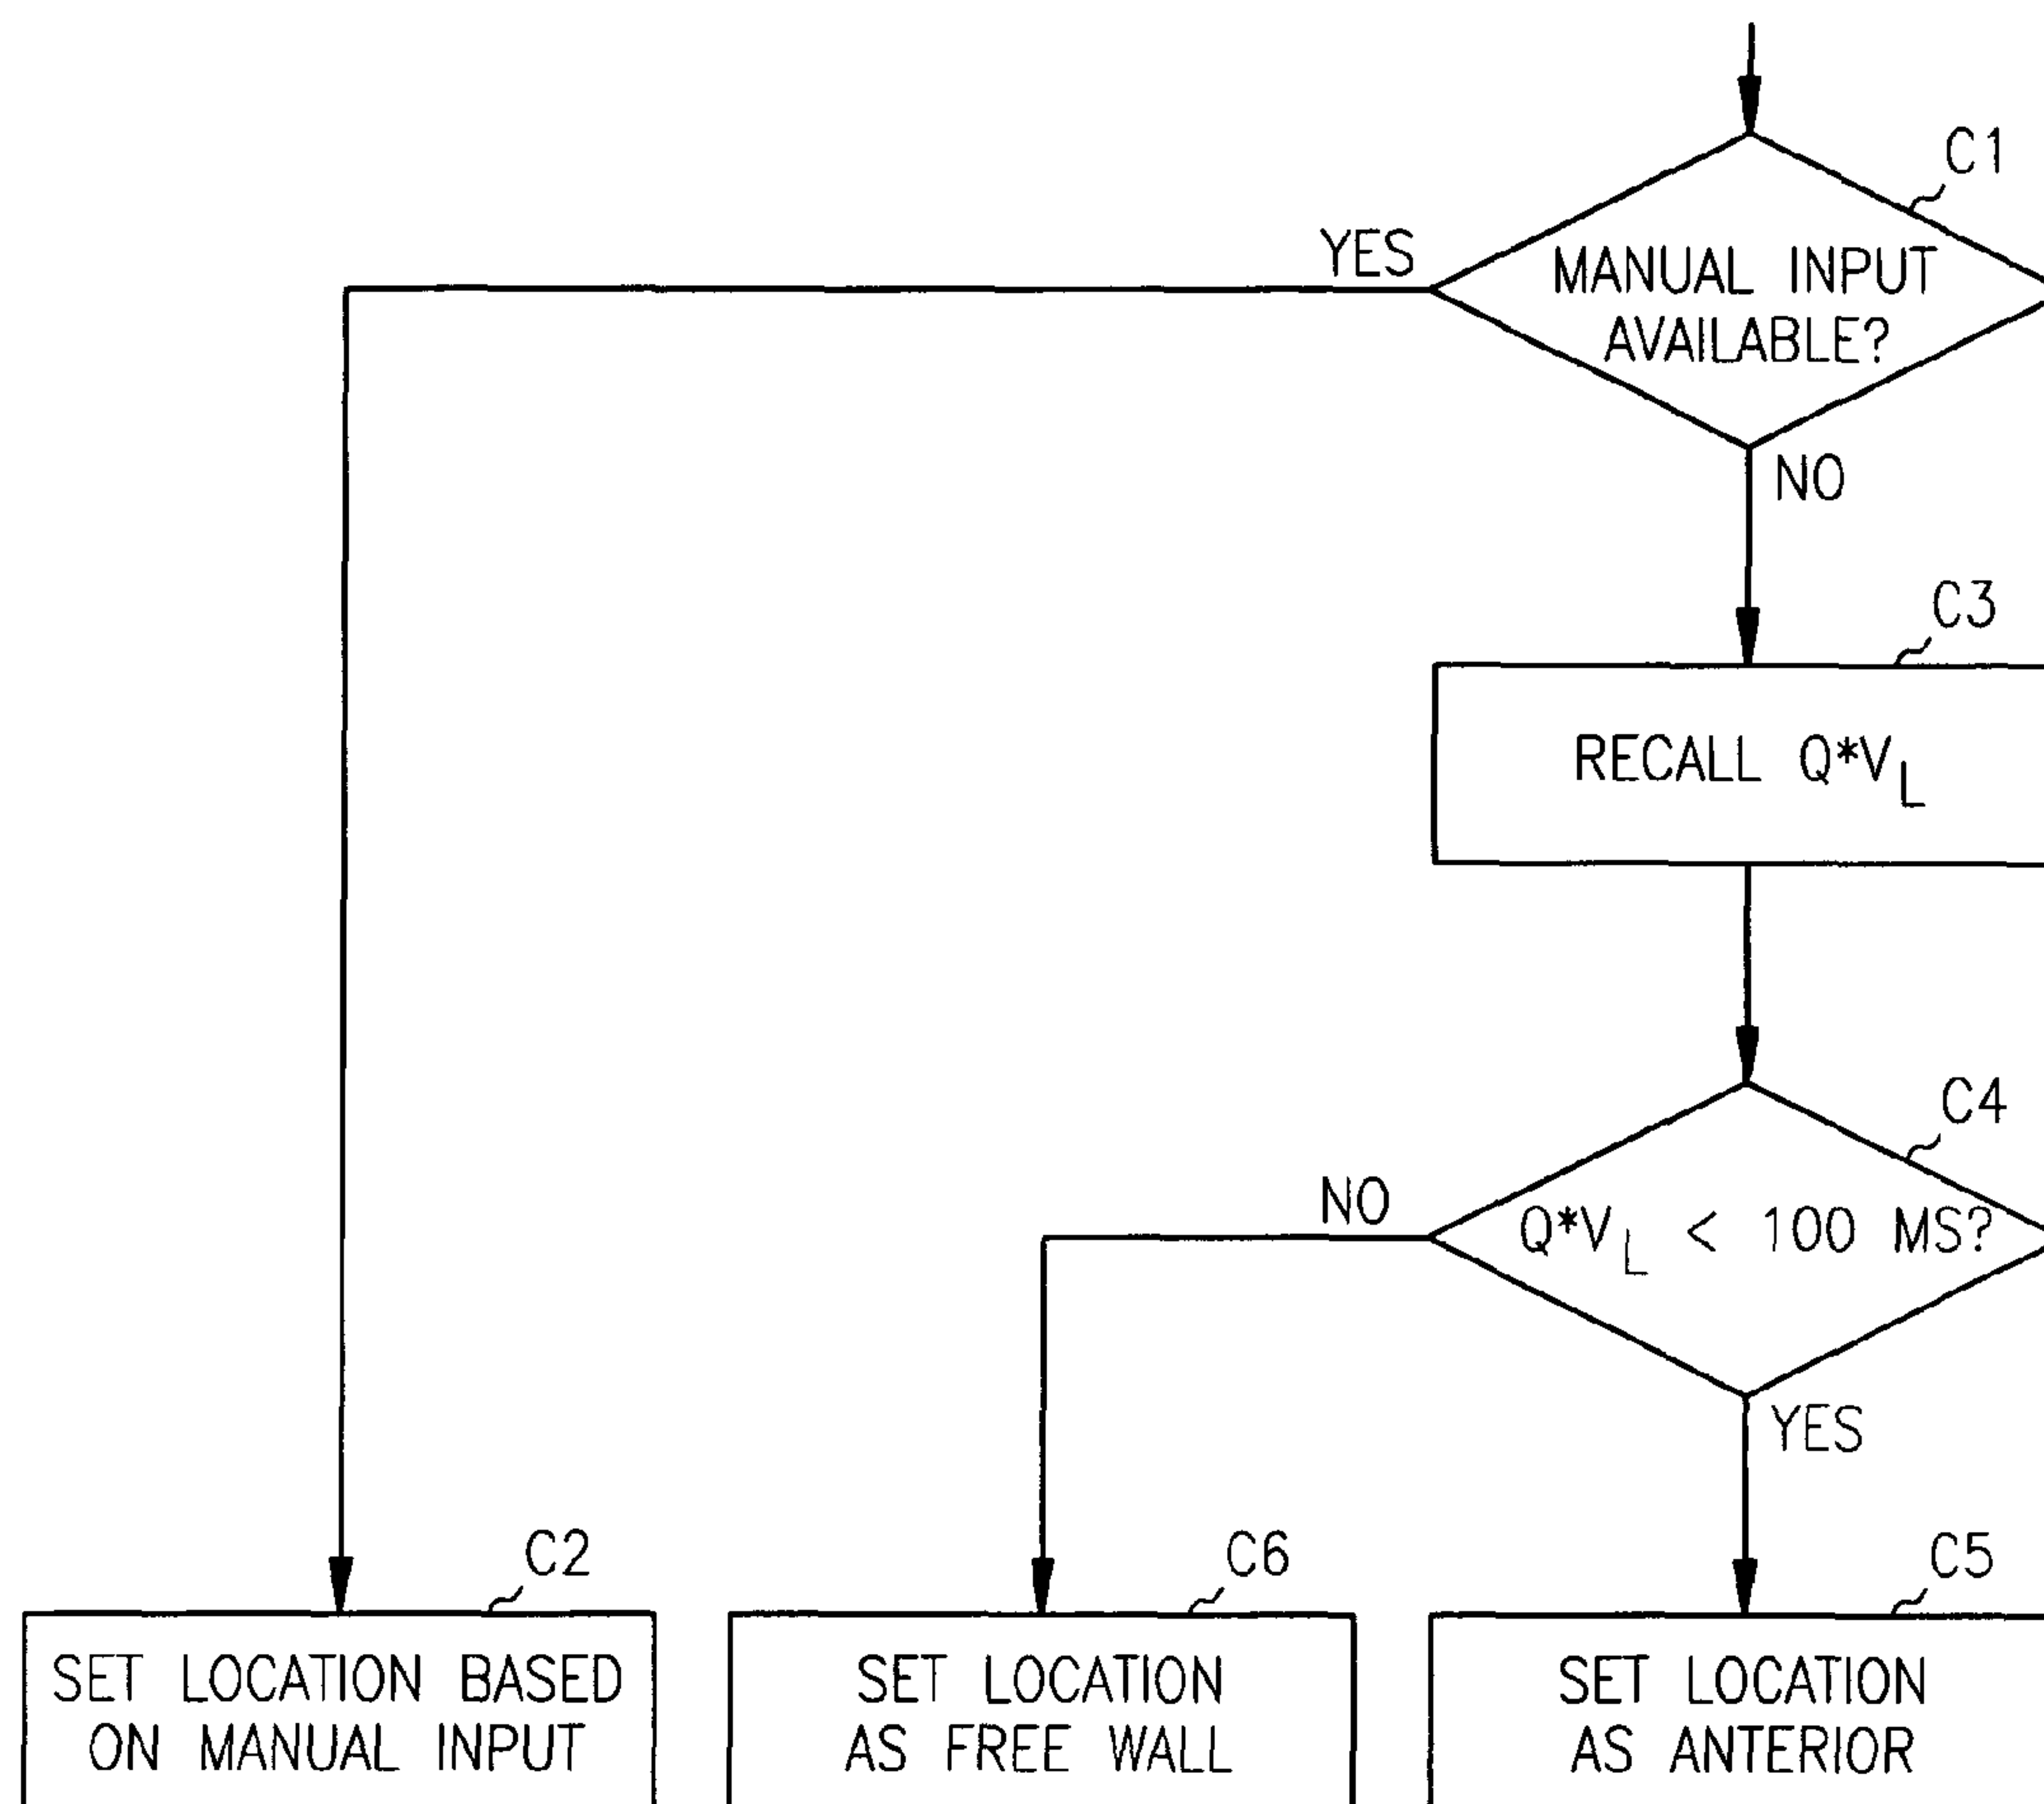 C1
YES
MANUAL INPUT
AVAILABLE?
NO
C3
RECALL Q*VL
C4
NO
Q*VL < 100 MS?
YES
C2
C6
C5
SET LOCATION BASED
ON MANUAL INPUT
SET LOCATION
AS FREE WALL
SET LOCATION
AS ANTERIOR